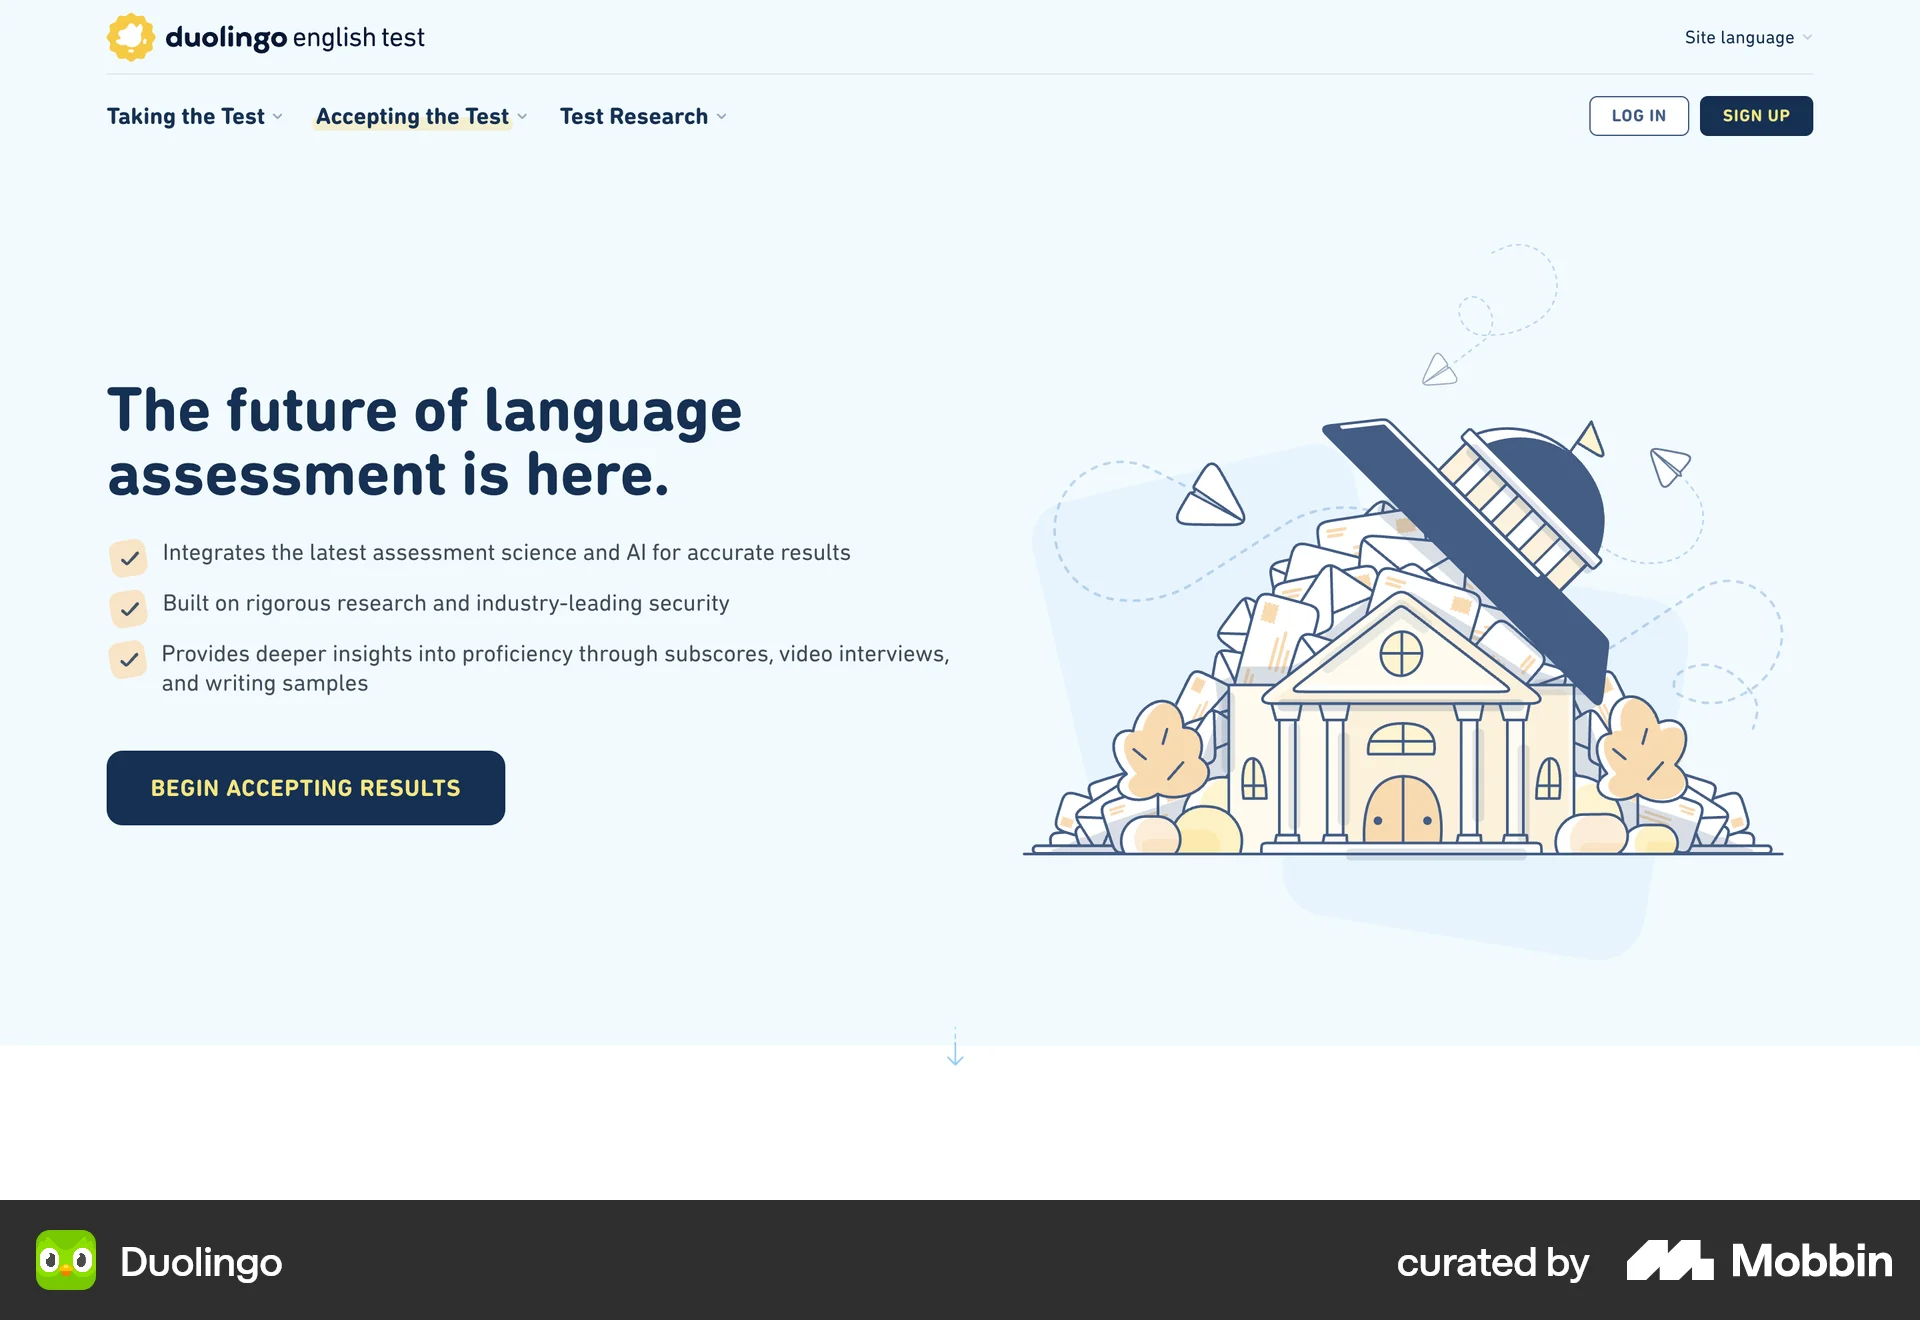 duolingo english test
Site language
Taking the Test
Accepting the Test
Test Research
LOG IN
SIGN UP
The future of language
assessment is here.
Integrates the latest assessment science and AI for accurate results
Built on rigorous research and industry-leading security
Provides deeper insights into proficiency through subscores, video interviews,
and writing samples
BEGIN ACCEPTING RESULTS
Duolingo
curated by Mobbin